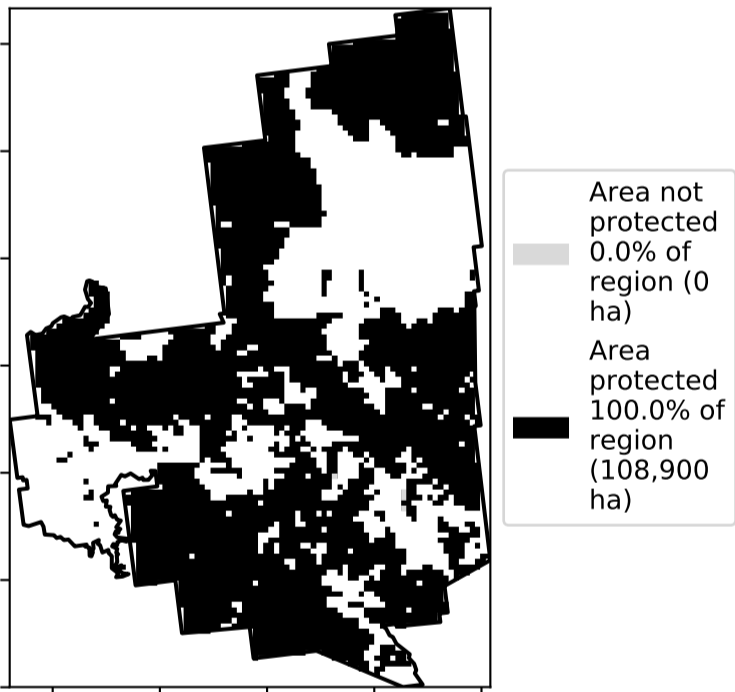 Area not
protected
0.0% of
region (0
ha)
Area
protected
100.0% of
region
(108,900
ha)